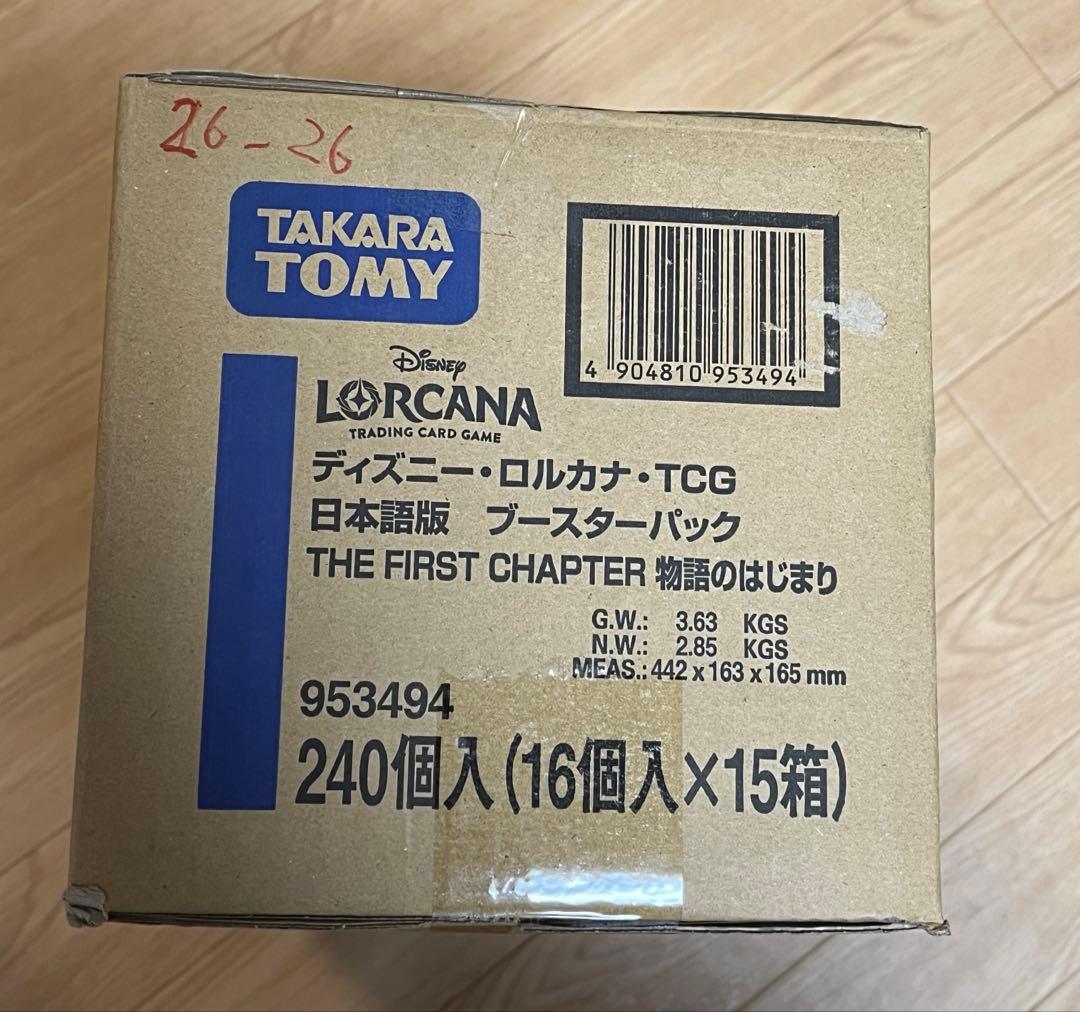 26-26
TAKARA
TOMY
4 904810 953494
Disney
LORCANA
TRADING CARD GAME
ディズニー・ロルカナ・TCG
日本語版 ブースターパック
THE FIRST CHAPTER 物語のはじまり
G.W.: 3.63 KGS
N.W.: 2.85 KGS
MEAS.: 442 x 163 x 165 mm
953494
240個入(16個入×15箱)